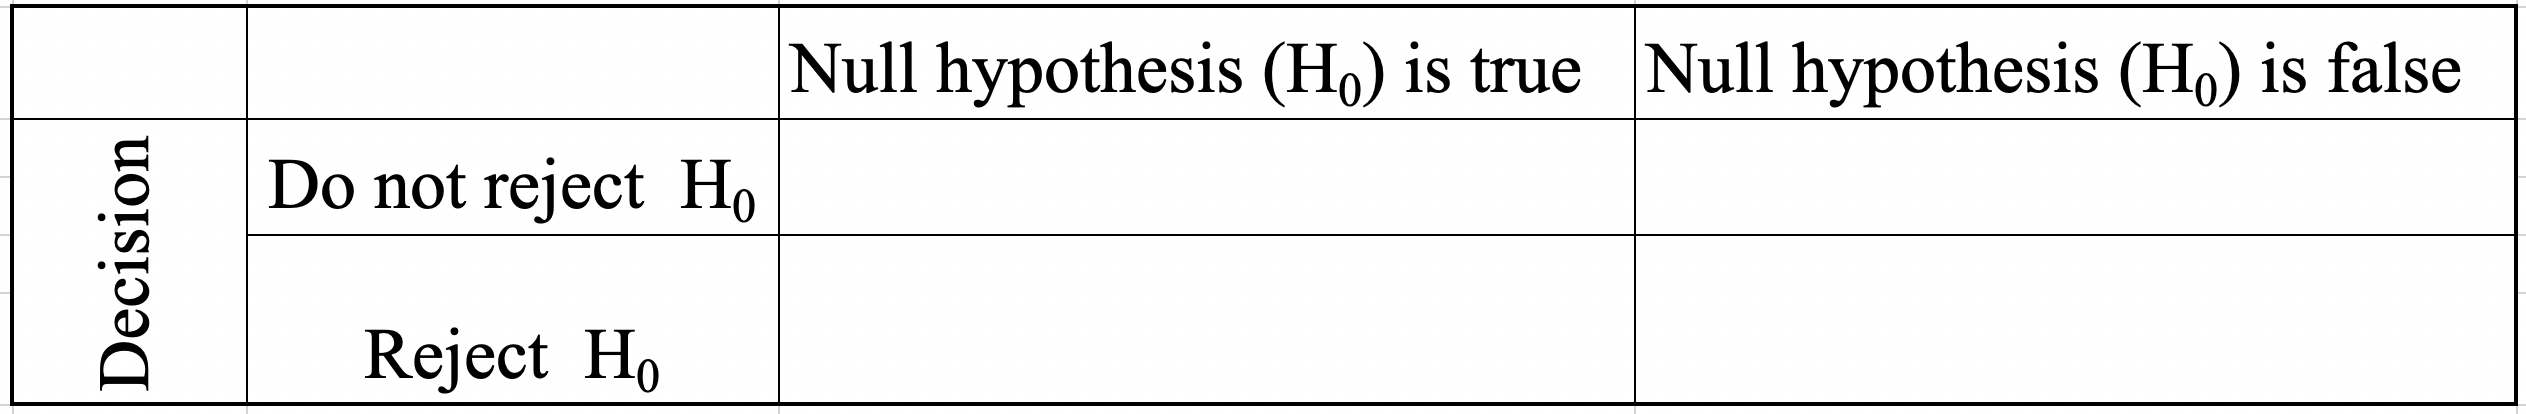 Null hypothesis (H₀) is true
Null hypothesis (H₀) is false
Decision
Do not reject H₀
Reject H₀